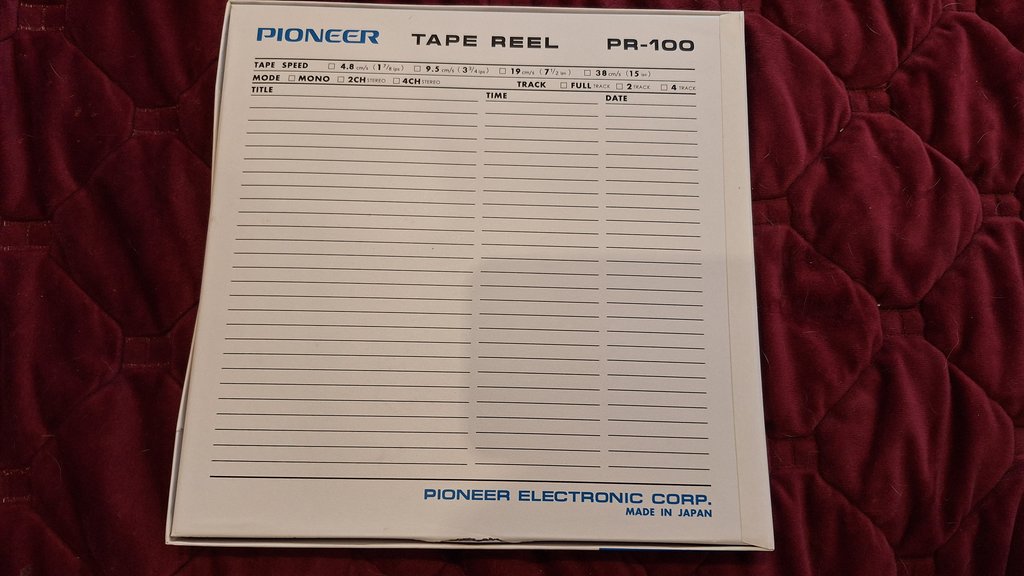 PIONEER TAPE REEL PR-100
TAPE SPEED □ 4.8 cm/s (1 7/8 ips) □ 9.5 cm/s (3 3/4 ips) □ 19 cm/s (7 1/2 ips) □ 38 cm/s (15 ips)
MODE □ MONO □ 2CH STEREO □ 4CH STEREO TRACK □ FULL TRACK □ 2 TRACK □ 4 TRACK
TITLE TIME DATE
PIONEER ELECTRONIC CORP.
MADE IN JAPAN